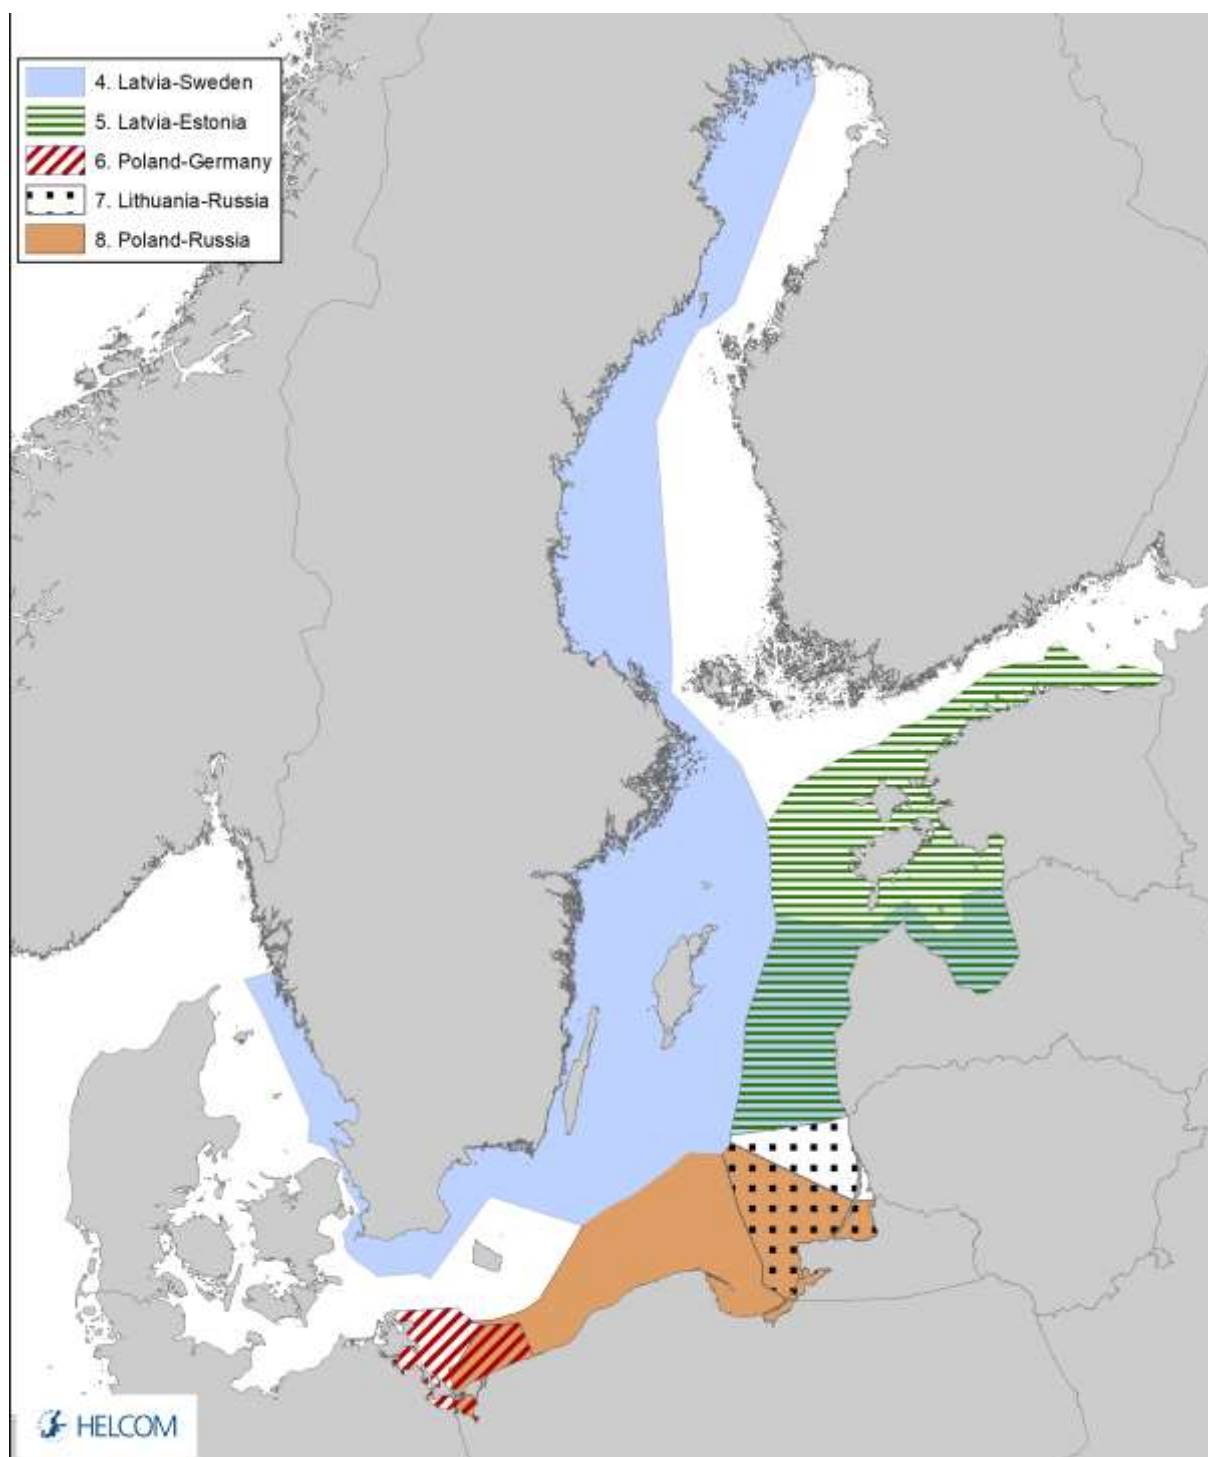 4. Latvia-Sweden
5. Latvia-Estonia
6. Poland-Germany
7. Lithuania-Russia
8. Poland-Russia
HELCOM